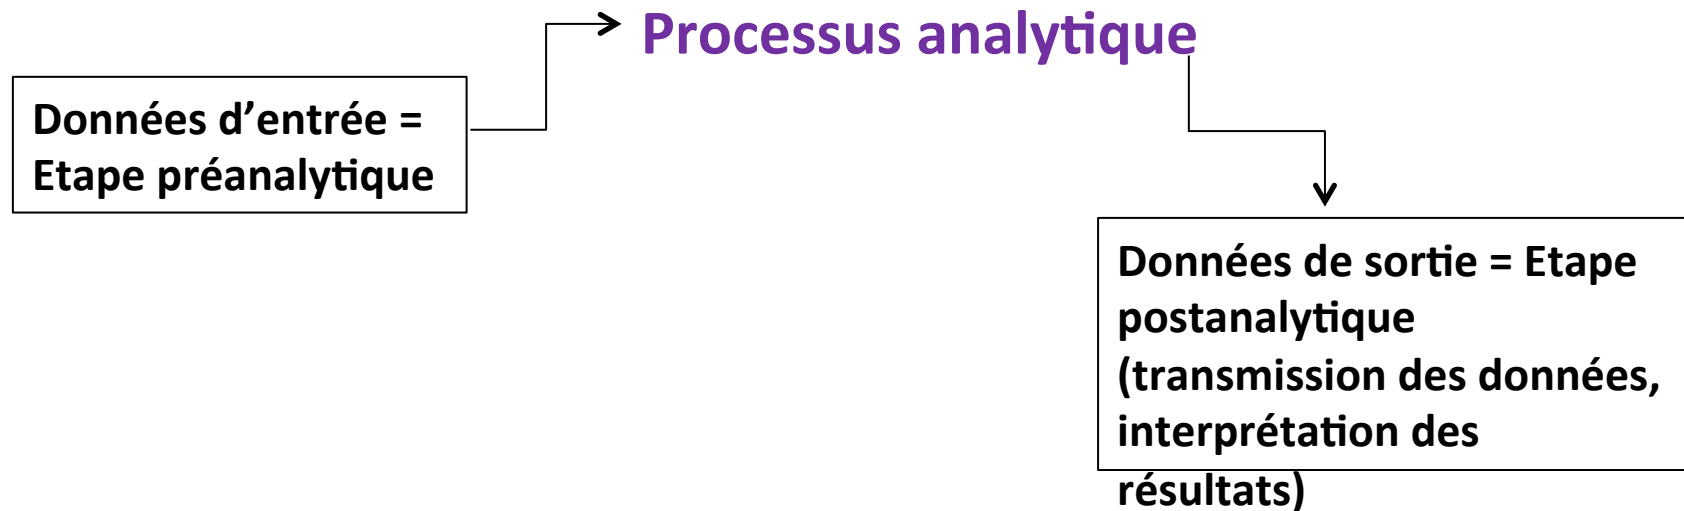 Processus analytique
Données d’entrée =
Etape préanalytique
Données de sortie = Etape
postanalytique
(transmission des données,
interprétation des
résultats)